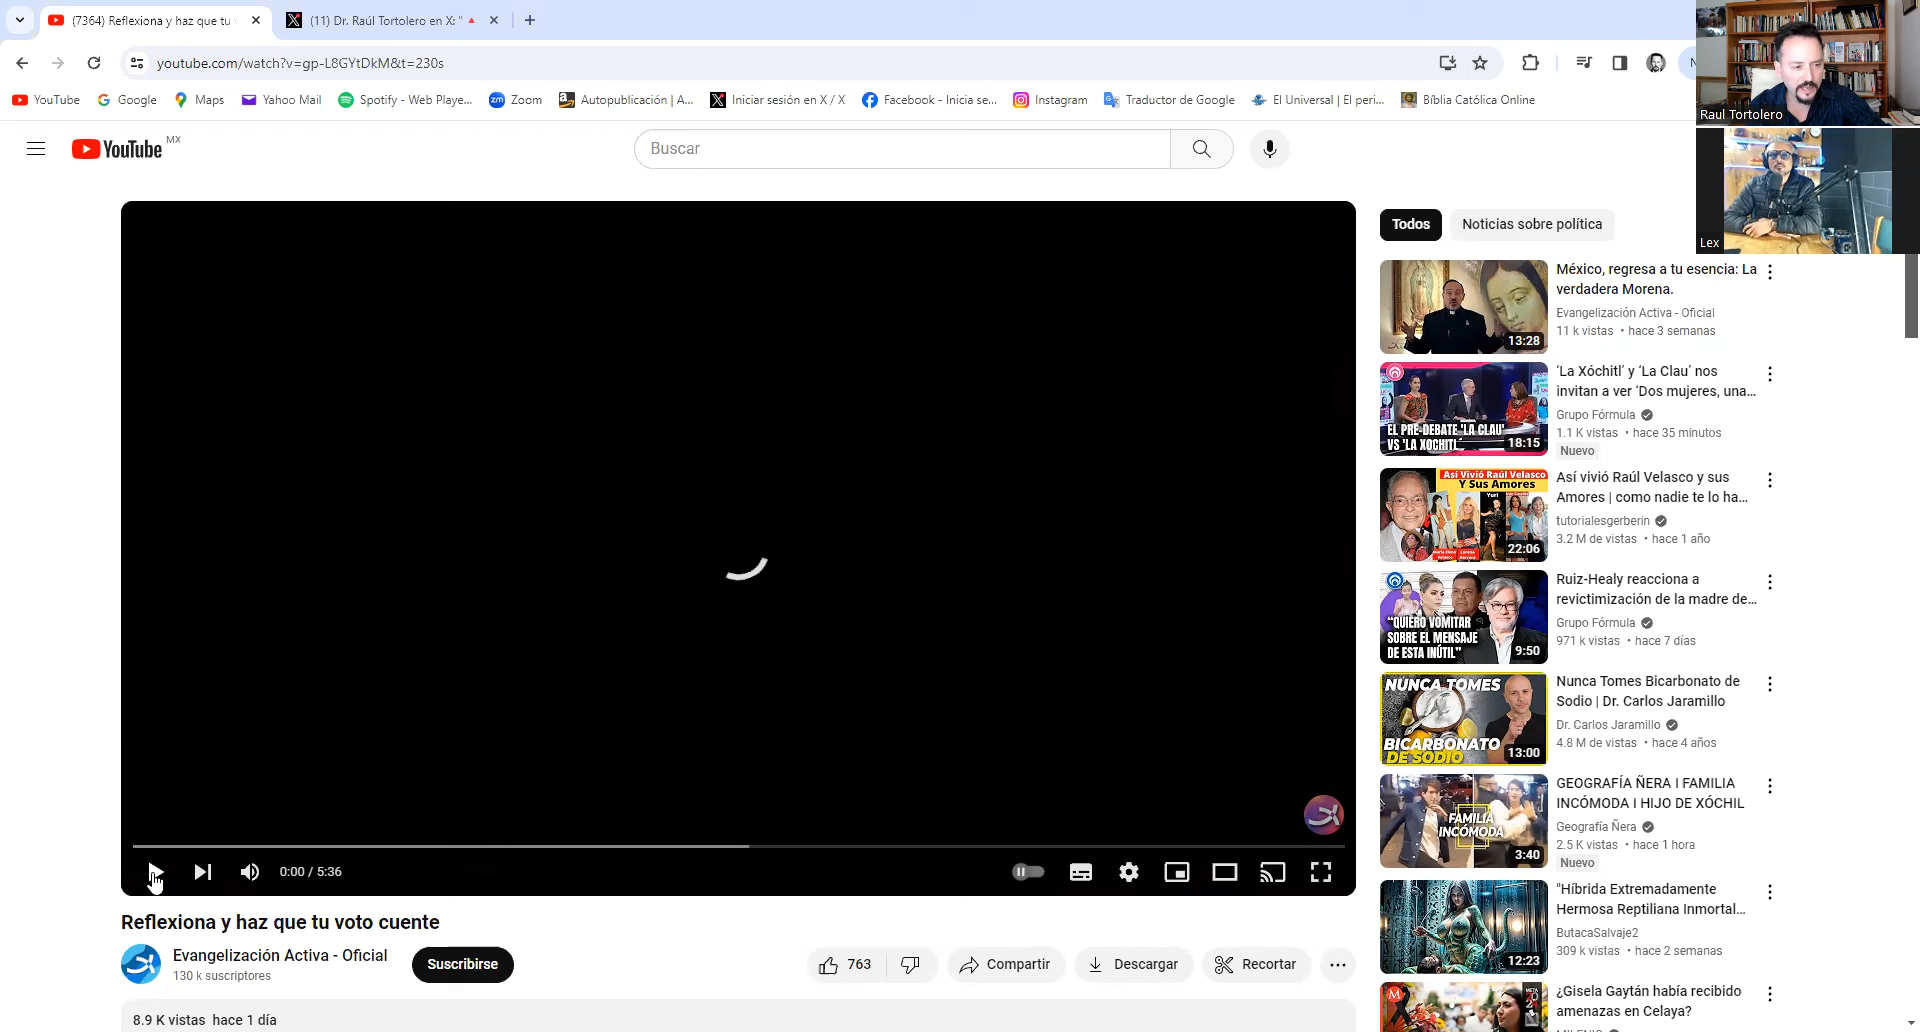 (7364) Reflexiona y haz que tu v
(11) Dr. Raúl Tortolero en X: "
youtube.com/watch?v=gp-L8GYtDkM&t=230s
YouTube
Google
Maps
Yahoo Mail
Spotify - Web Playe...
zm
Zoom
Autopublicación | A...
Iniciar sesión en X / X
Facebook - Inicia se...
Instagram
Traductor de Google
El Universal | El peri...
Bíblia Católica Online
Raul Tortolero
Lex
YouTube MX
Buscar
Todos
Noticias sobre política
México, regresa a tu esencia: La
verdadera Morena.
Evangelización Activa - Oficial
11 k vistas • hace 3 semanas
13:28
'La Xóchitl' y 'La Clau' nos
invitan a ver 'Dos mujeres, una...
Grupo Fórmula
1.1 K vistas • hace 35 minutos
Nuevo
EL PRE-DEBATE 'LA CLAU'
VS 'LA XOCHITL'
18:15
Así vivió Raúl Velasco y sus
Amores | como nadie te lo ha...
tutorialesgerberin
3.2 M de vistas • hace 1 año
Así Vivió Raúl Velasco
Y Sus Amores
Yuri
22:06
Ruiz-Healy reacciona a
revictimización de la madre de...
Grupo Fórmula
971 k vistas • hace 7 días
"QUIERO VOMITAR
SOBRE EL MENSAJE
DE ESTA INÚTIL"
9:50
Nunca Tomes Bicarbonato de
Sodio | Dr. Carlos Jaramillo
Dr. Carlos Jaramillo
4.8 M de vistas • hace 4 años
NUNCA TOMES
BICARBONATO
DE SODIO
13:00
GEOGRAFÍA ÑERA I FAMILIA
INCÓMODA I HIJO DE XÓCHIL
Geografía Ñera
2.5 K vistas • hace 1 hora
Nuevo
FAMILIA
INCÓMODA
3:40
"Híbrida Extremadamente
Hermosa Reptiliana Inmortal...
ButacaSalvaje2
309 k vistas • hace 2 semanas
12:23
¿Gisela Gaytán había recibido
amenazas en Celaya?
0:00 / 5:36
Reflexiona y haz que tu voto cuente
Evangelización Activa - Oficial
130 k suscriptores
Suscribirse
763
Compartir
Descargar
Recortar
8.9 K vistas hace 1 día